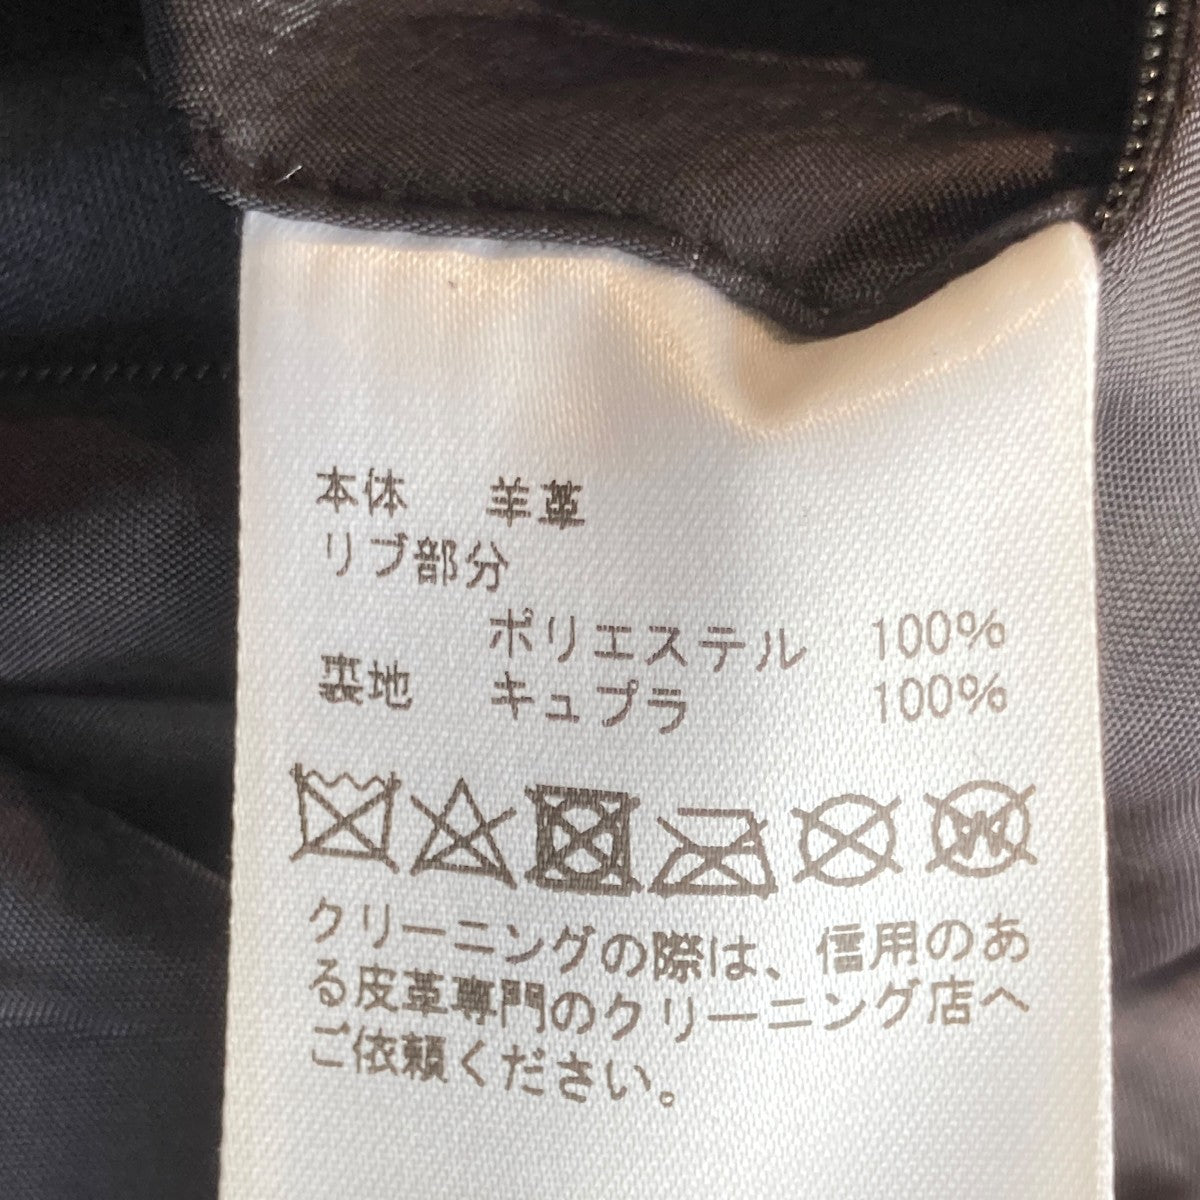 本体 羊革
リブ部分
ポリエステル 100%
裏地 キュプラ 100%
クリーニングの際は、信用のあ
る皮革専門のクリーニング店へ
ご依頼ください。